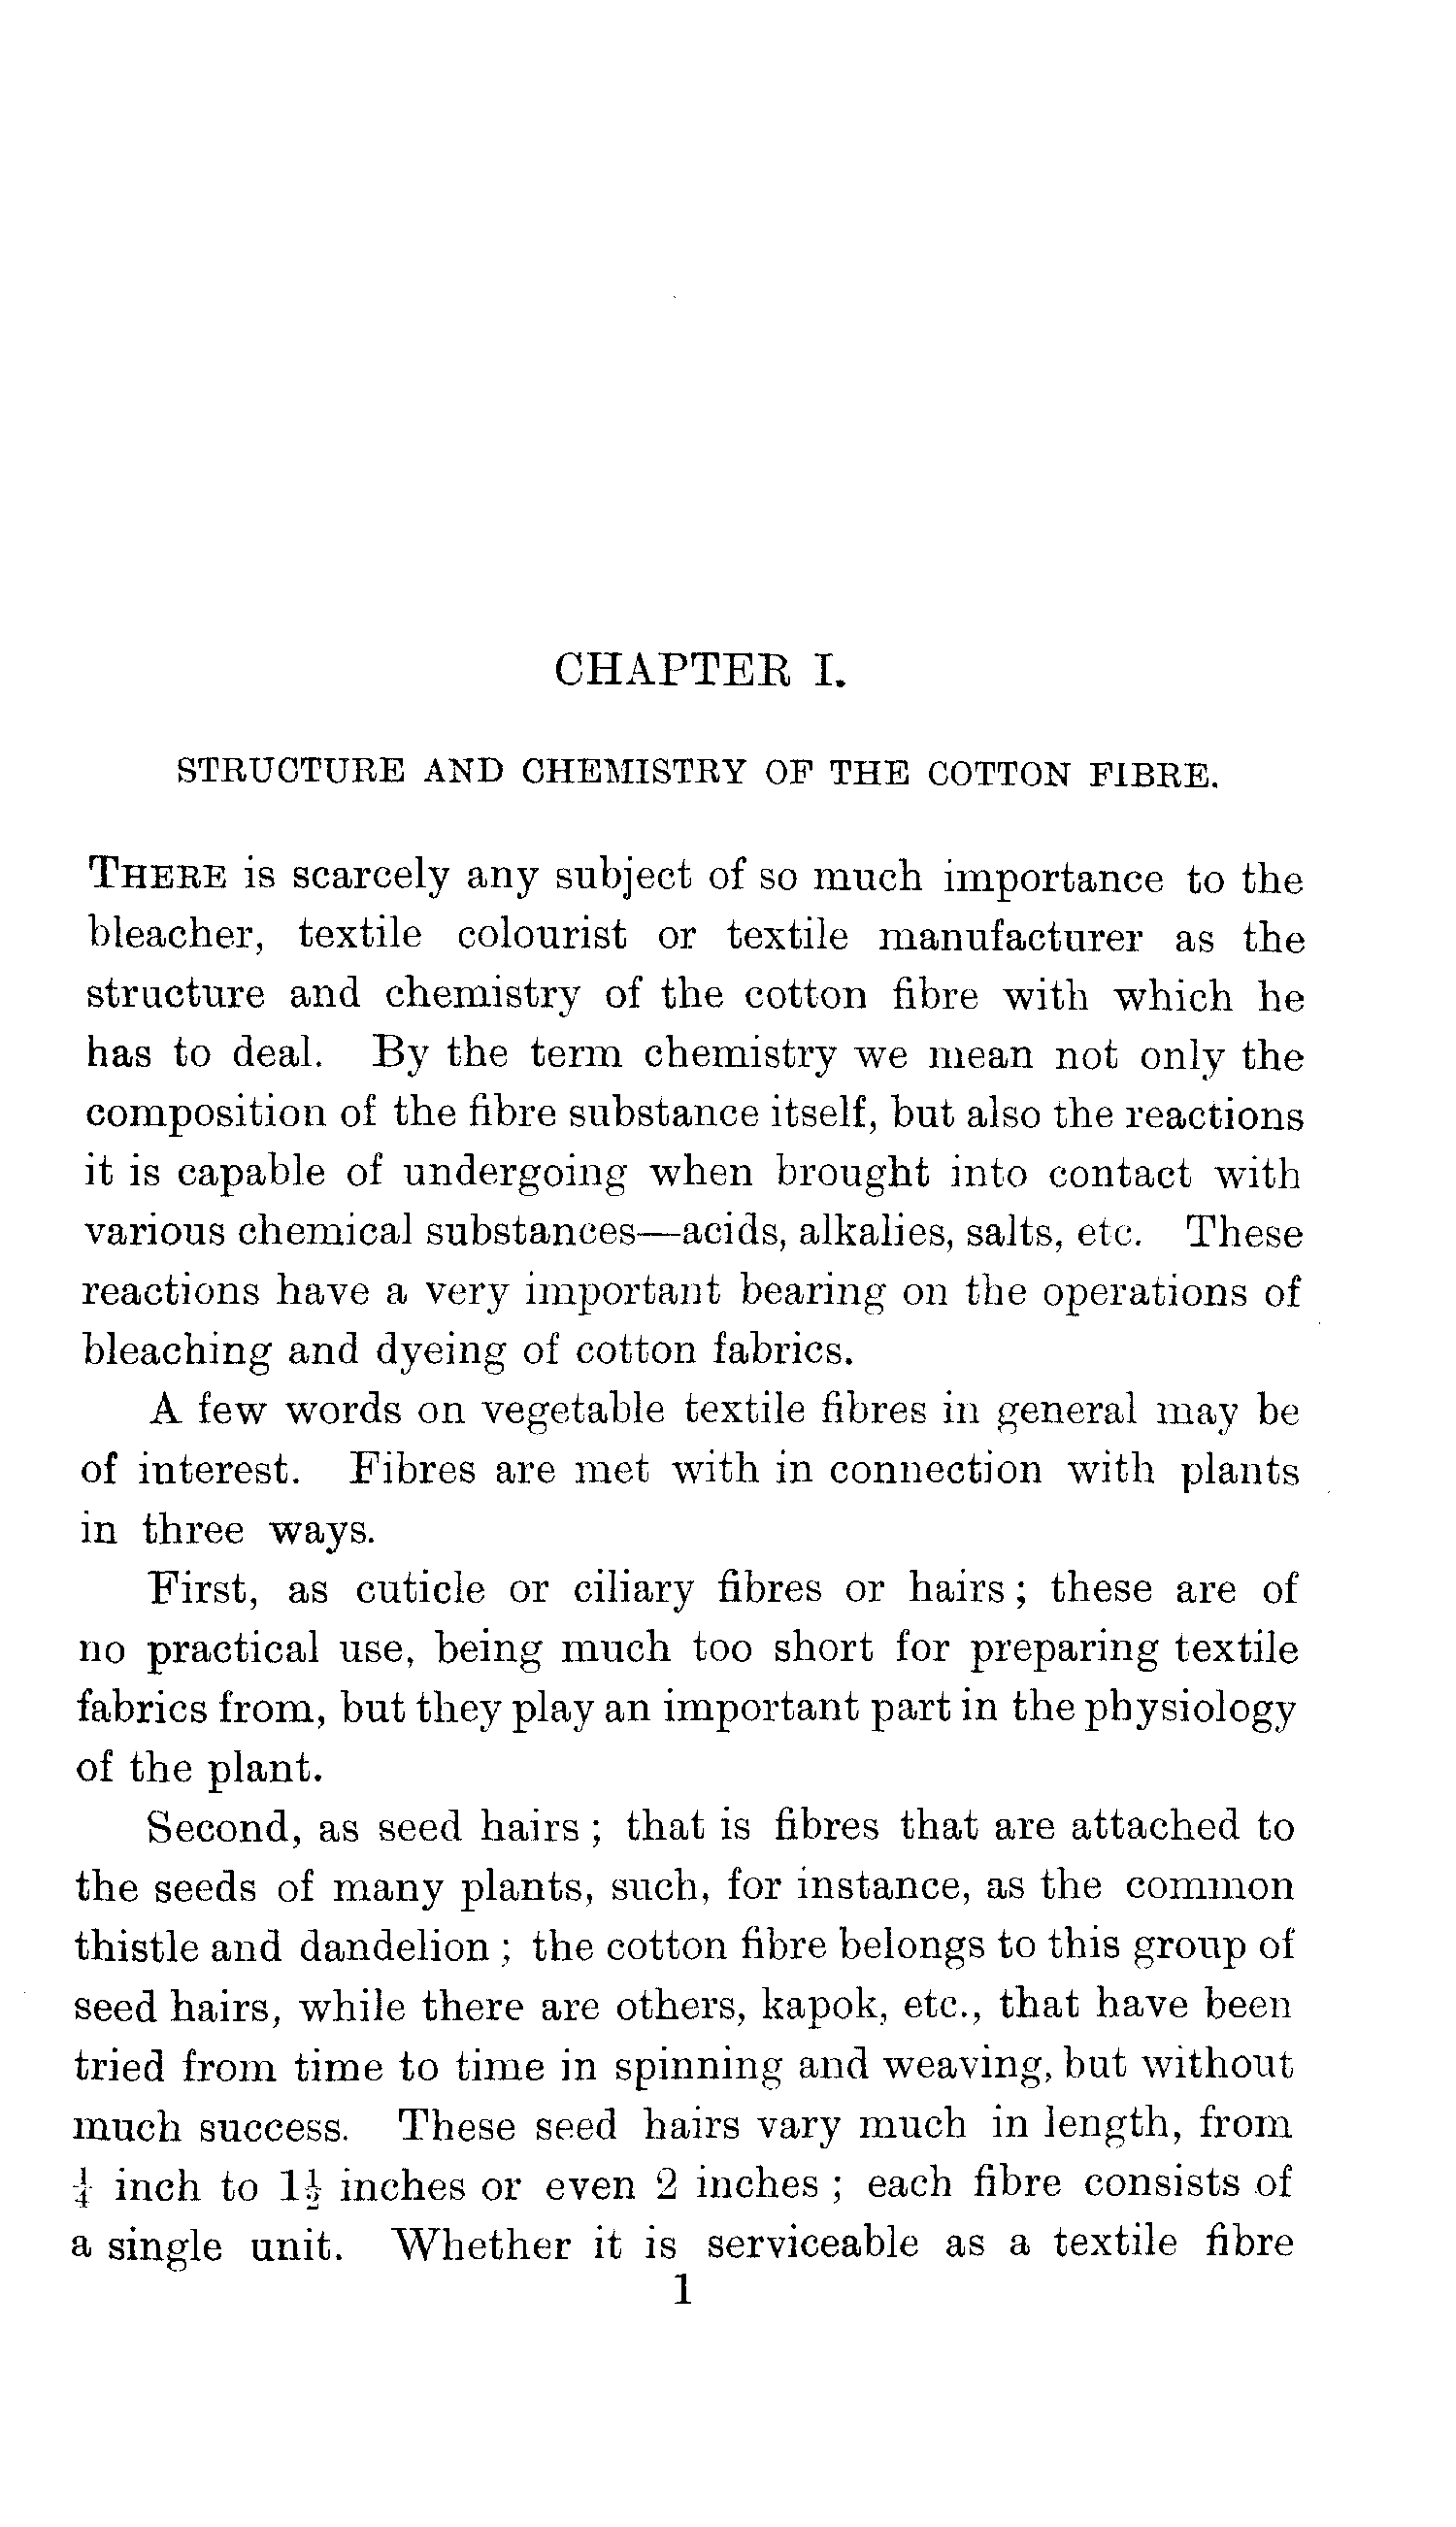 CHAPTER I.
STRUCTURE AND CHEMISTRY OF THE COTTON FIBRE.
THERE is scarcely any subject of so much importance to the
bleacher, textile colourist or textile manufacturer as the
structure and chemistry of the cotton fibre with which he
has to deal. By the term chemistry we mean not only the
composition of the fibre substance itself, but also the reactions
it is capable of undergoing when brought into contact with
various chemical substances—acids, alkalies, salts, etc. These
reactions have a very important bearing on the operations of
bleaching and dyeing of cotton fabrics.
A few words on vegetable textile fibres in general may be
of interest. Fibres are met with in connection with plants
in three ways.
First, as cuticle or ciliary fibres or hairs; these are of
no practical use, being much too short for preparing textile
fabrics from, but they play an important part in the physiology
of the plant.
Second, as seed hairs; that is fibres that are attached to
the seeds of many plants, such, for instance, as the common
thistle and dandelion; the cotton fibre belongs to this group of
seed hairs, while there are others, kapok, etc., that have been
tried from time to time in spinning and weaving, but without
much success. These seed hairs vary much in length, from
¼ inch to 1½ inches or even 2 inches; each fibre consists of
a single unit. Whether it is serviceable as a textile fibre
1